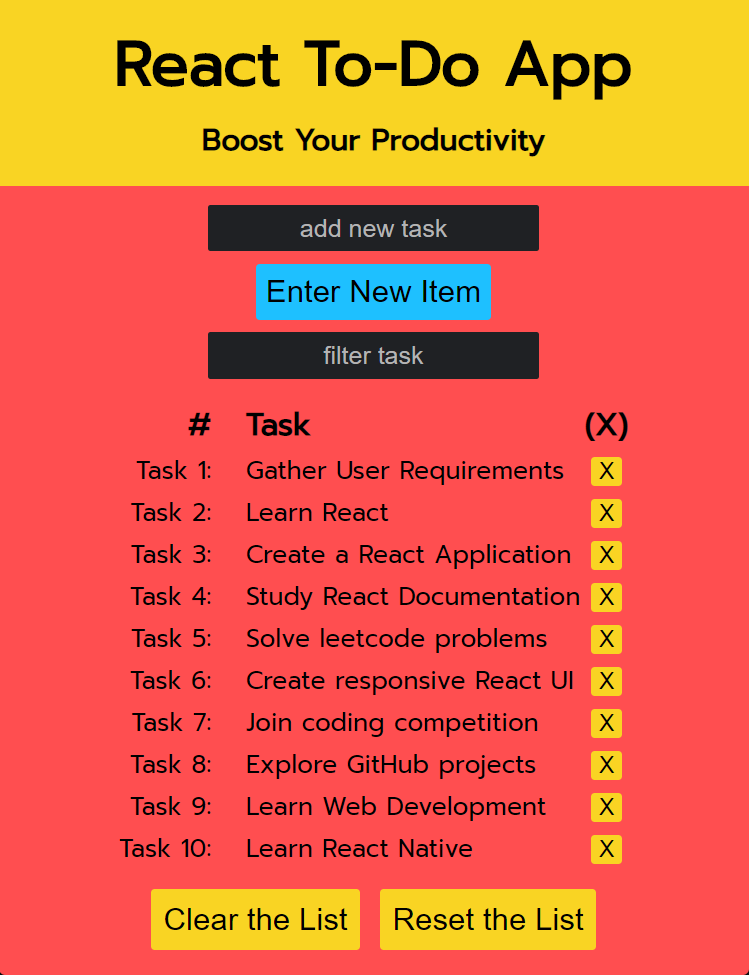 React To-Do App
Boost Your Productivity
add new task
Enter New Item
filter task
# Task (X)
Task 1: Gather User Requirements X
Task 2: Learn React X
Task 3: Create a React Application X
Task 4: Study React Documentation X
Task 5: Solve leetcode problems X
Task 6: Create responsive React UI X
Task 7: Join coding competition X
Task 8: Explore GitHub projects X
Task 9: Learn Web Development X
Task 10: Learn React Native X
Clear the List Reset the List